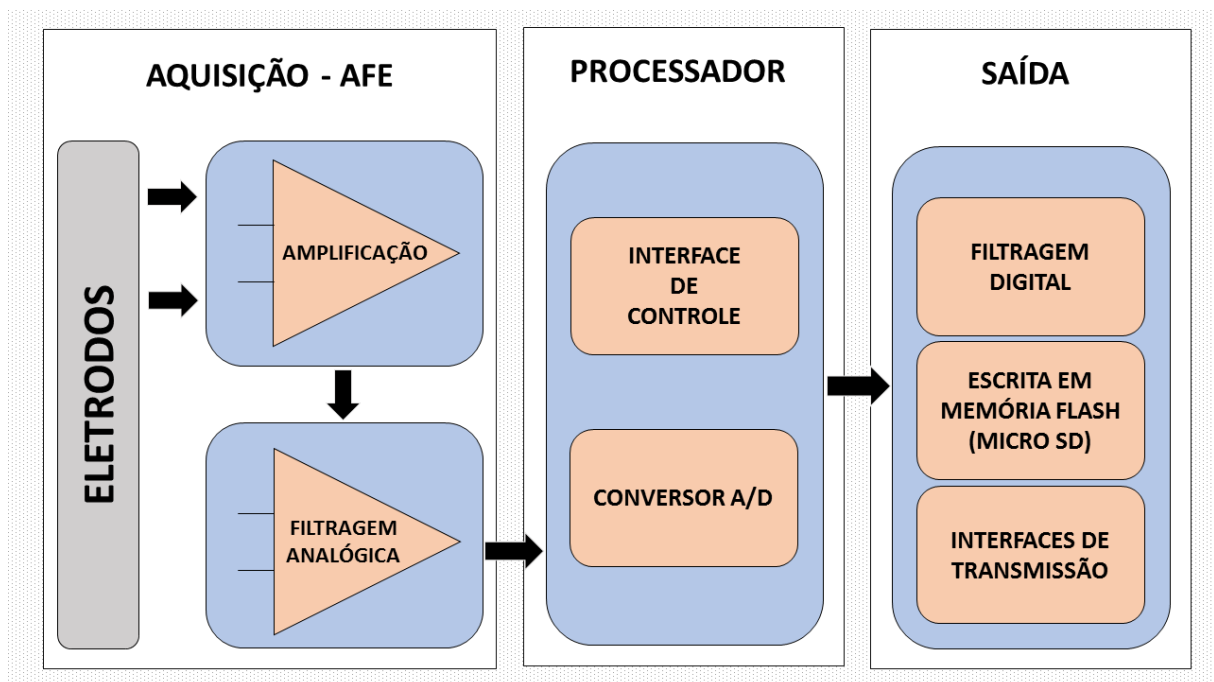 AQUISIÇÃO - AFE
ELETRODOS
AMPLIFICAÇÃO
FILTRAGEM
ANALÓGICA
PROCESSADOR
INTERFACE
DE
CONTROLE
CONVERSOR A/D
SAÍDA
FILTRAGEM
DIGITAL
ESCRITA EM
MEMÓRIA FLASH
(MICRO SD)
INTERFACES DE
TRANSMISSÃO